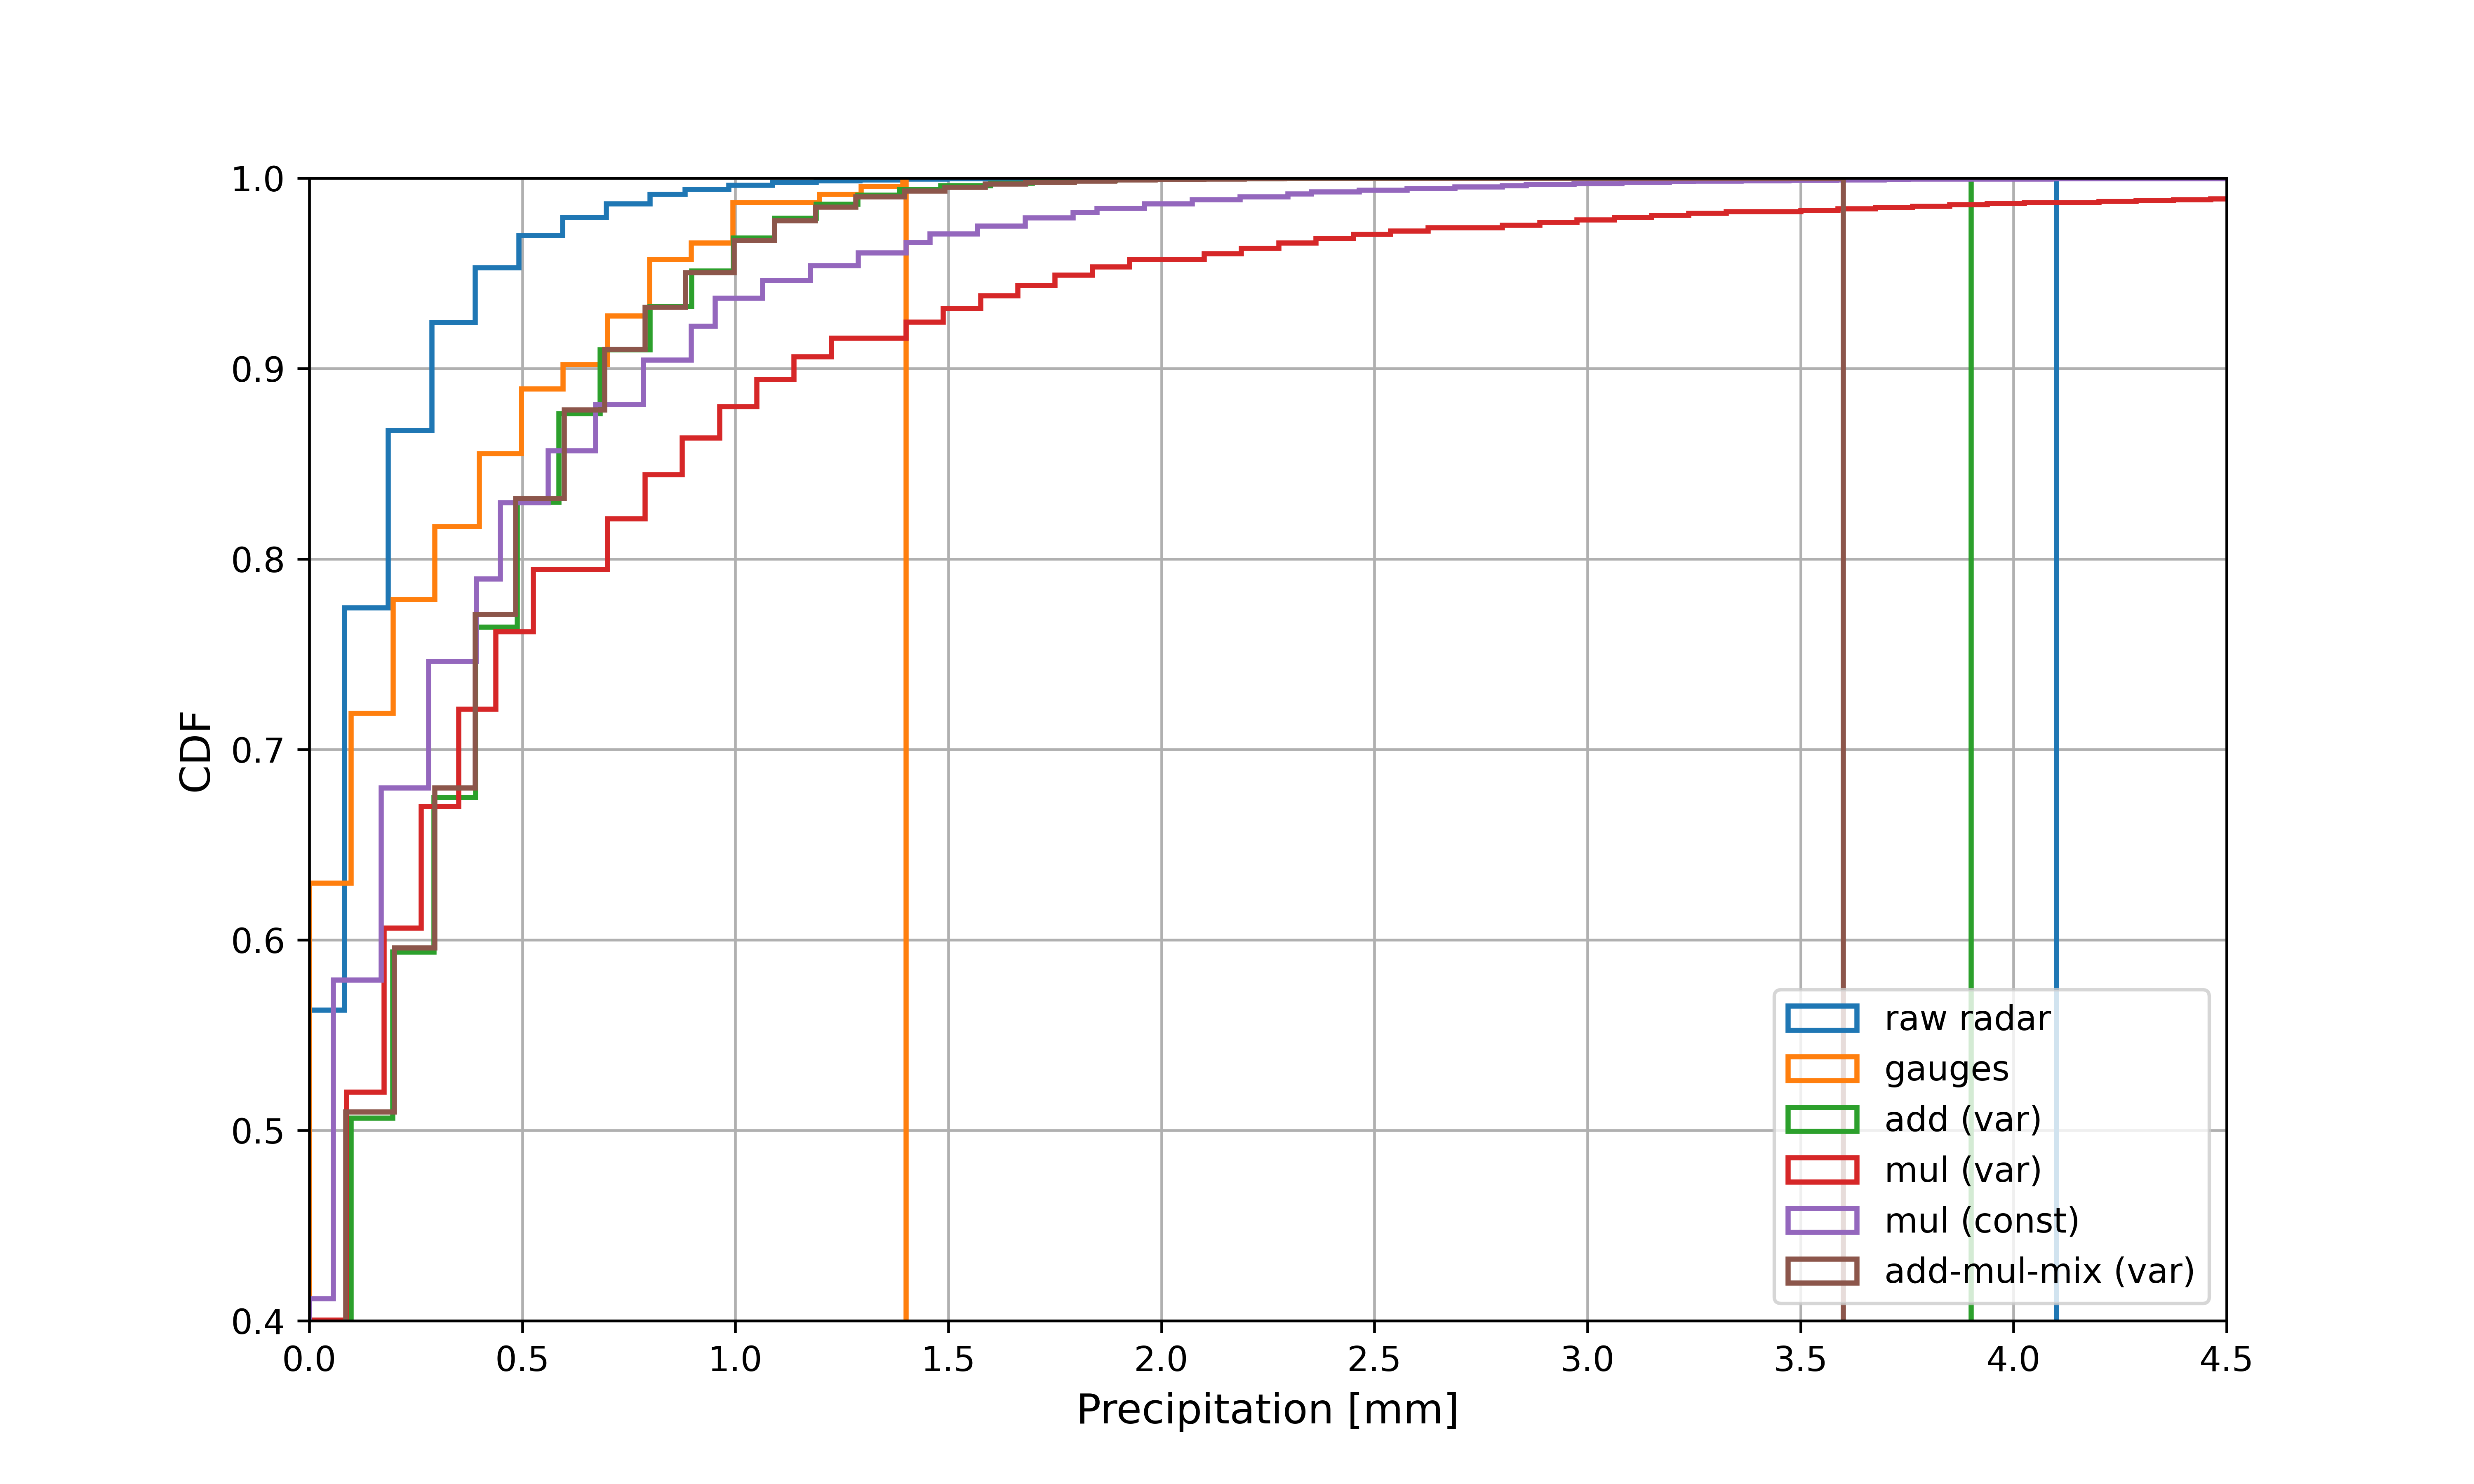 1.0
0.9
0.8
0.7
0.6
0.5
0.4
CDF
0.0 0.5 1.0 1.5 2.0 2.5 3.0 3.5 4.0 4.5
Precipitation [mm]
raw radar
gauges
add (var)
mul (var)
mul (const)
add-mul-mix (var)